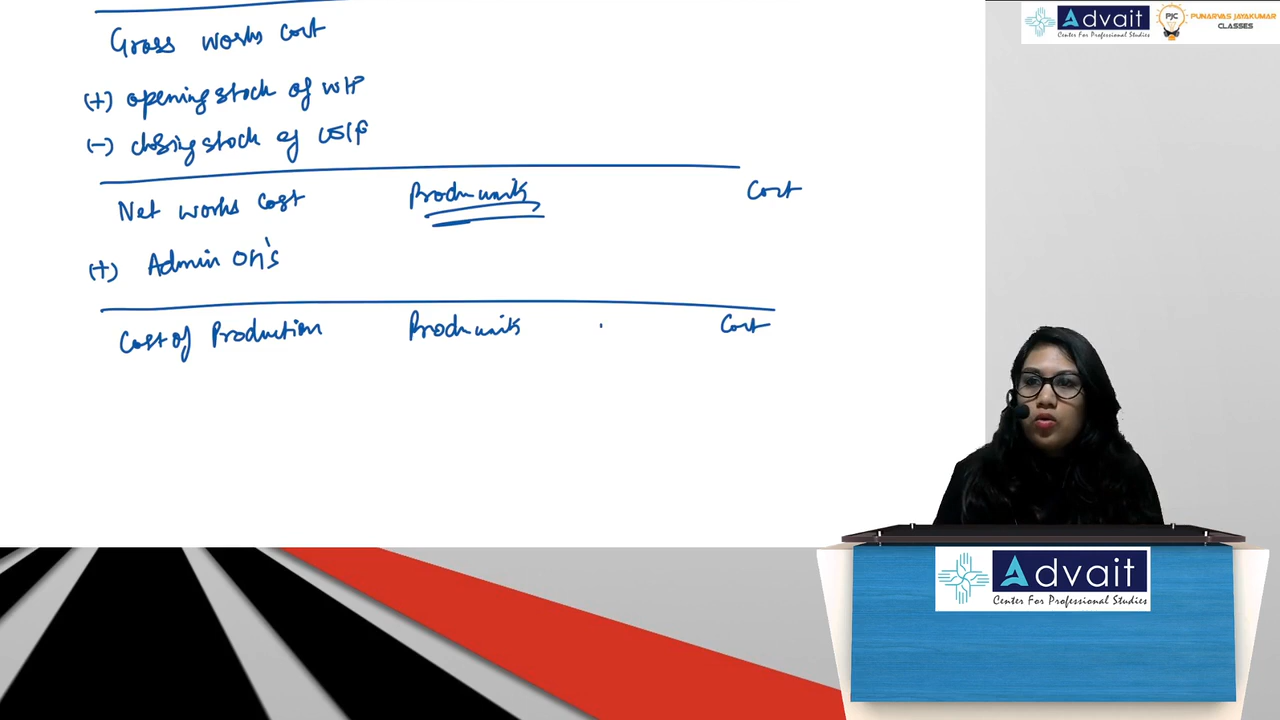 Gross works cost
(+) opening stock of WIP
(-) closing stock of WIP
Net works cost Prodn units Cost
(+) Admin OH's
Cost of Production Prodn units Cost
Advait
Center For Professional Studies
PJC
PUNARVAS JAYAKUMAR
CLASSES
Advait
Center For Professional Studies